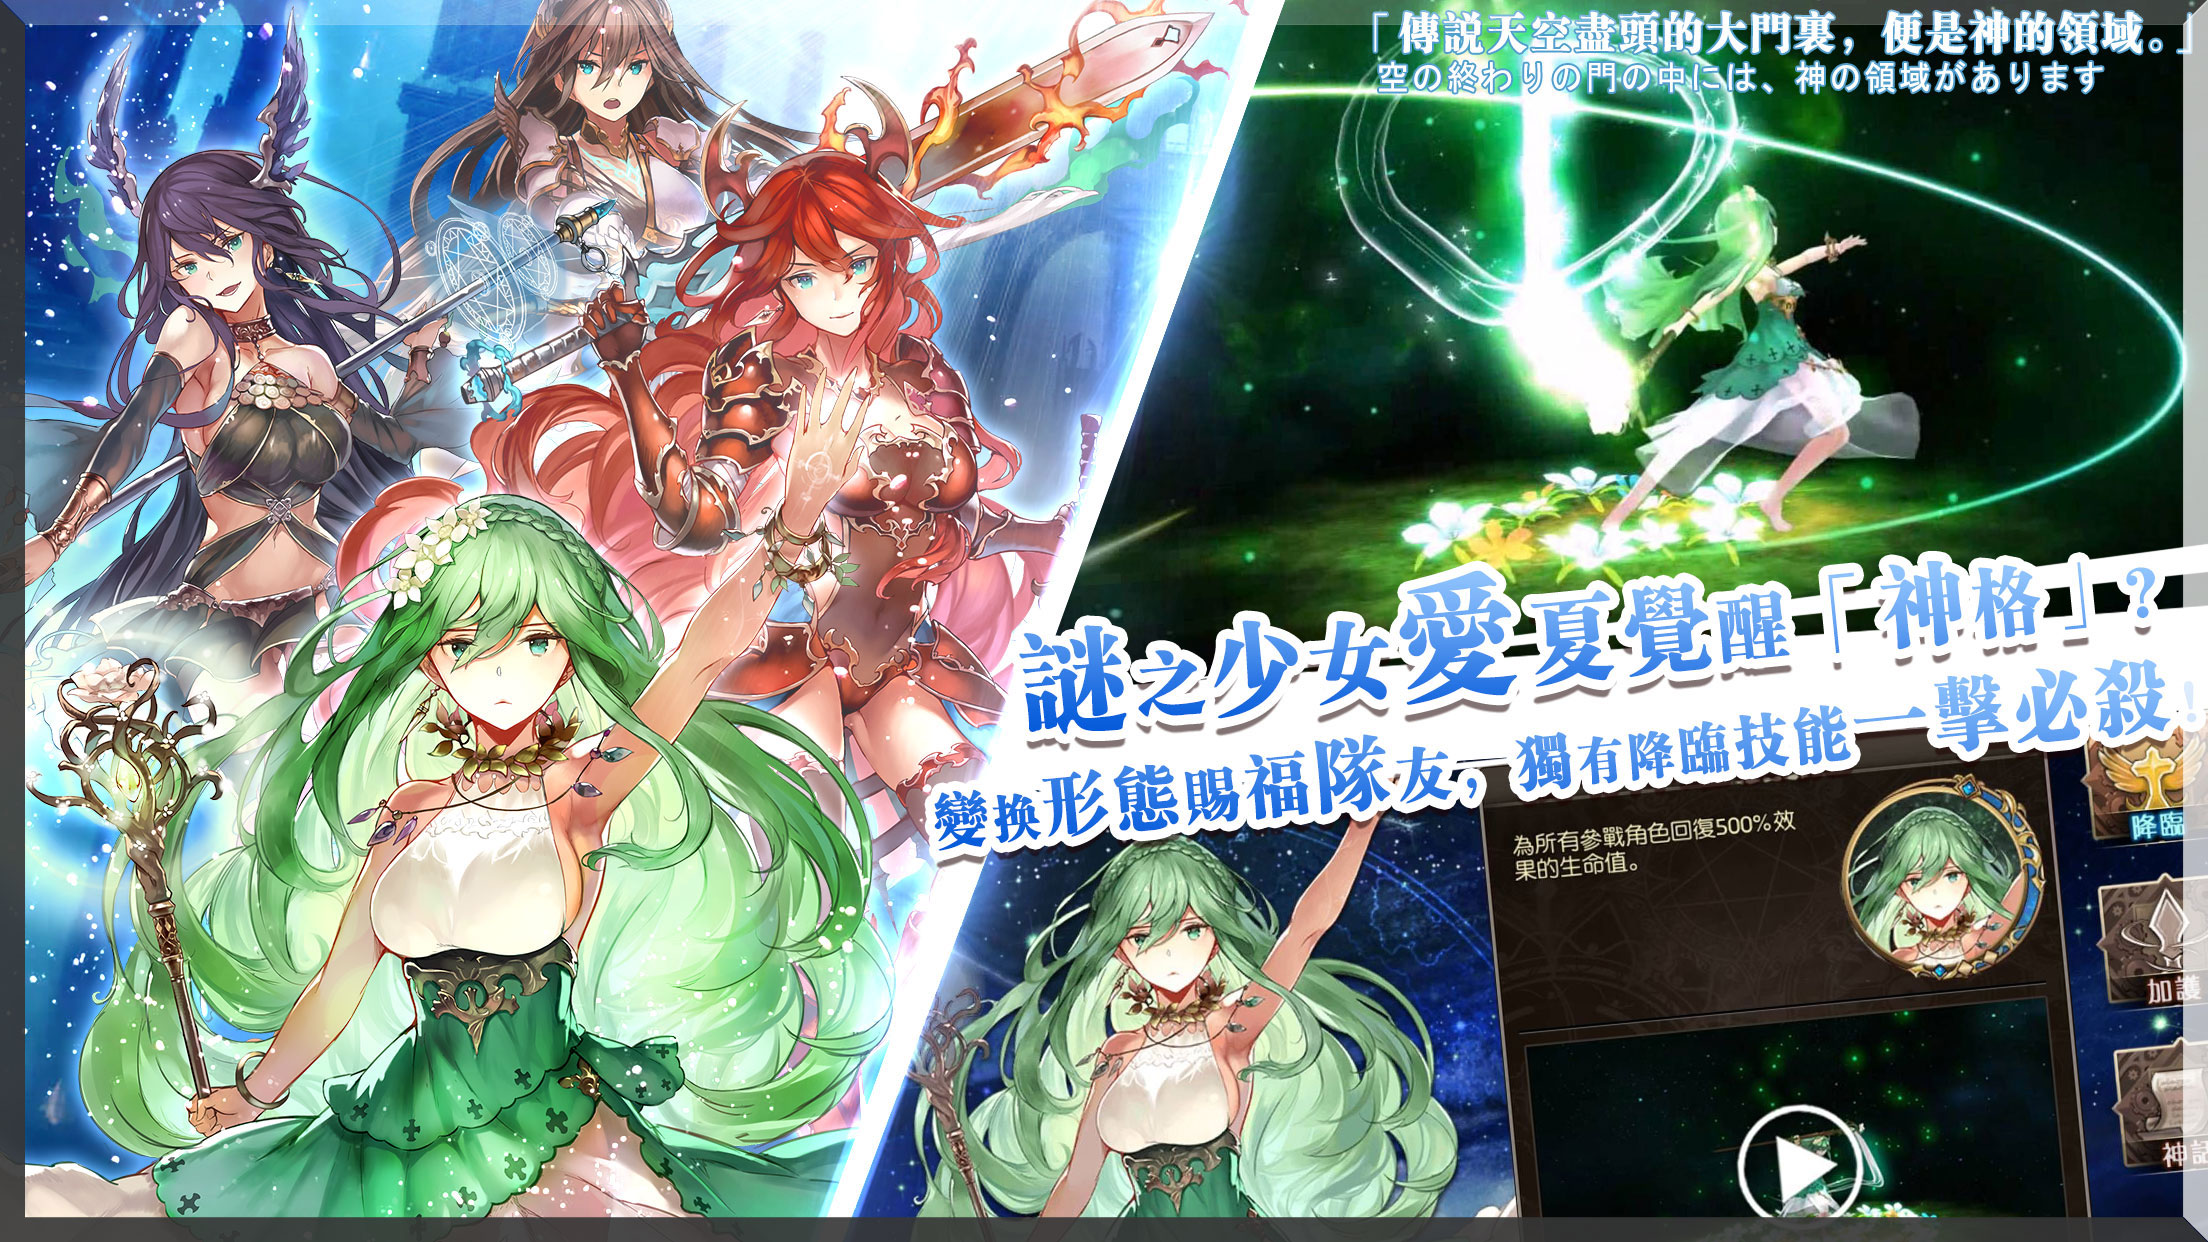 「傳説天空盡頭的大門裏，便是神的領域。」
空の終わりの門の中には、神の領域があります
謎之少女愛夏覺醒「神格」？
變换形態賜福隊友，獨有降臨技能一擊必殺！
為所有參戰角色回復500%效
果的生命值。
降臨
加護
神話